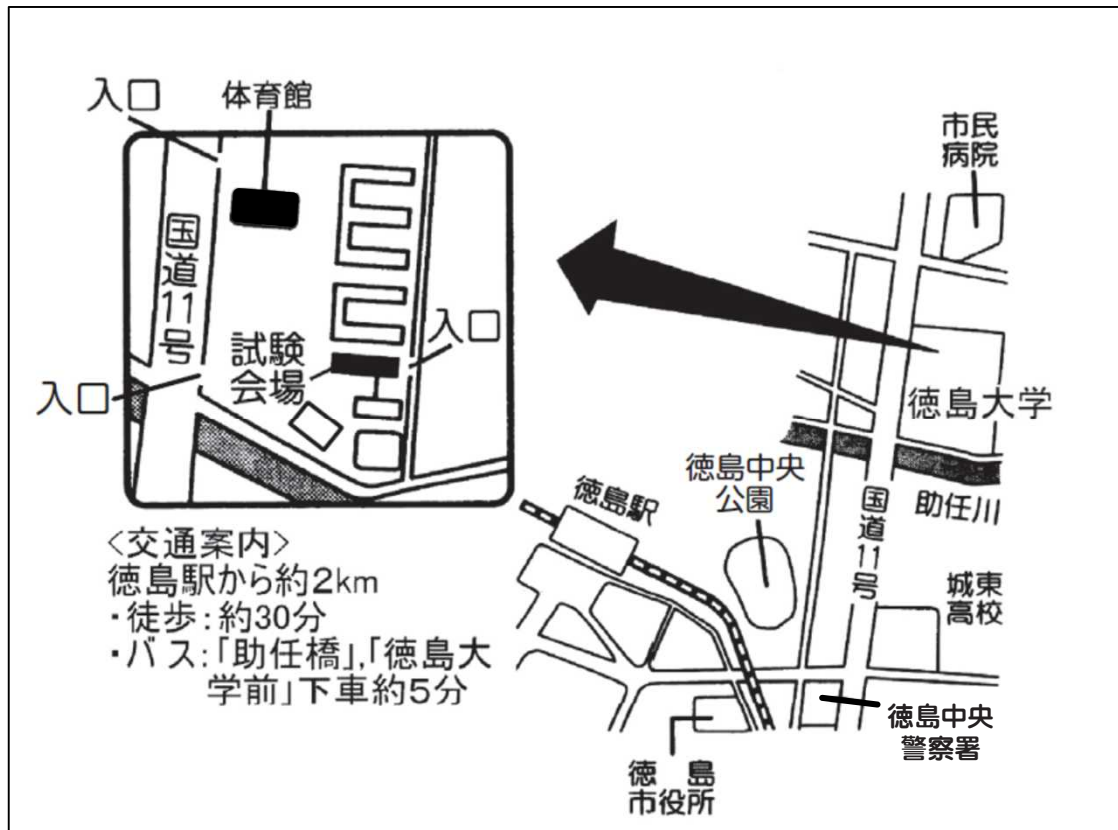 入口
体育館
国道11号
試験
会場
入口
入口
<交通案内>
徳島駅から約2km
・徒歩:約30分
・バス:「助任橋」,「徳島大
学前」下車約5分
市民
病院
徳島大学
徳島中央
公園
徳島駅
国道11号
助任川
城東
高校
徳島中央
警察署
徳島
市役所